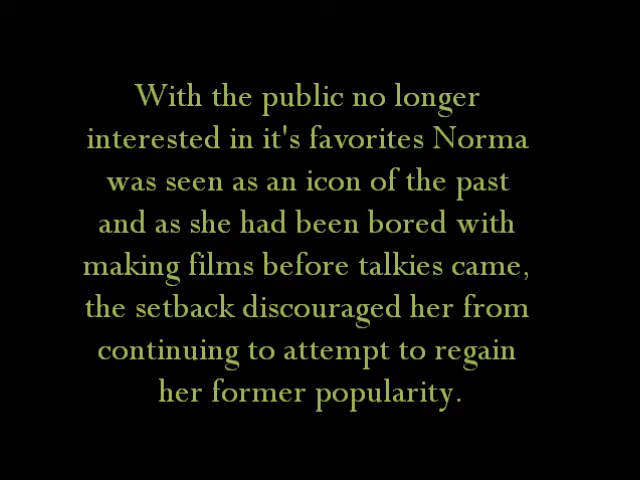 With the public no longer
interested in it's favorites Norma
was seen as an icon of the past
and as she had been bored with
making films before talkies came,
the setback discouraged her from
continuing to attempt to regain
her former popularity.